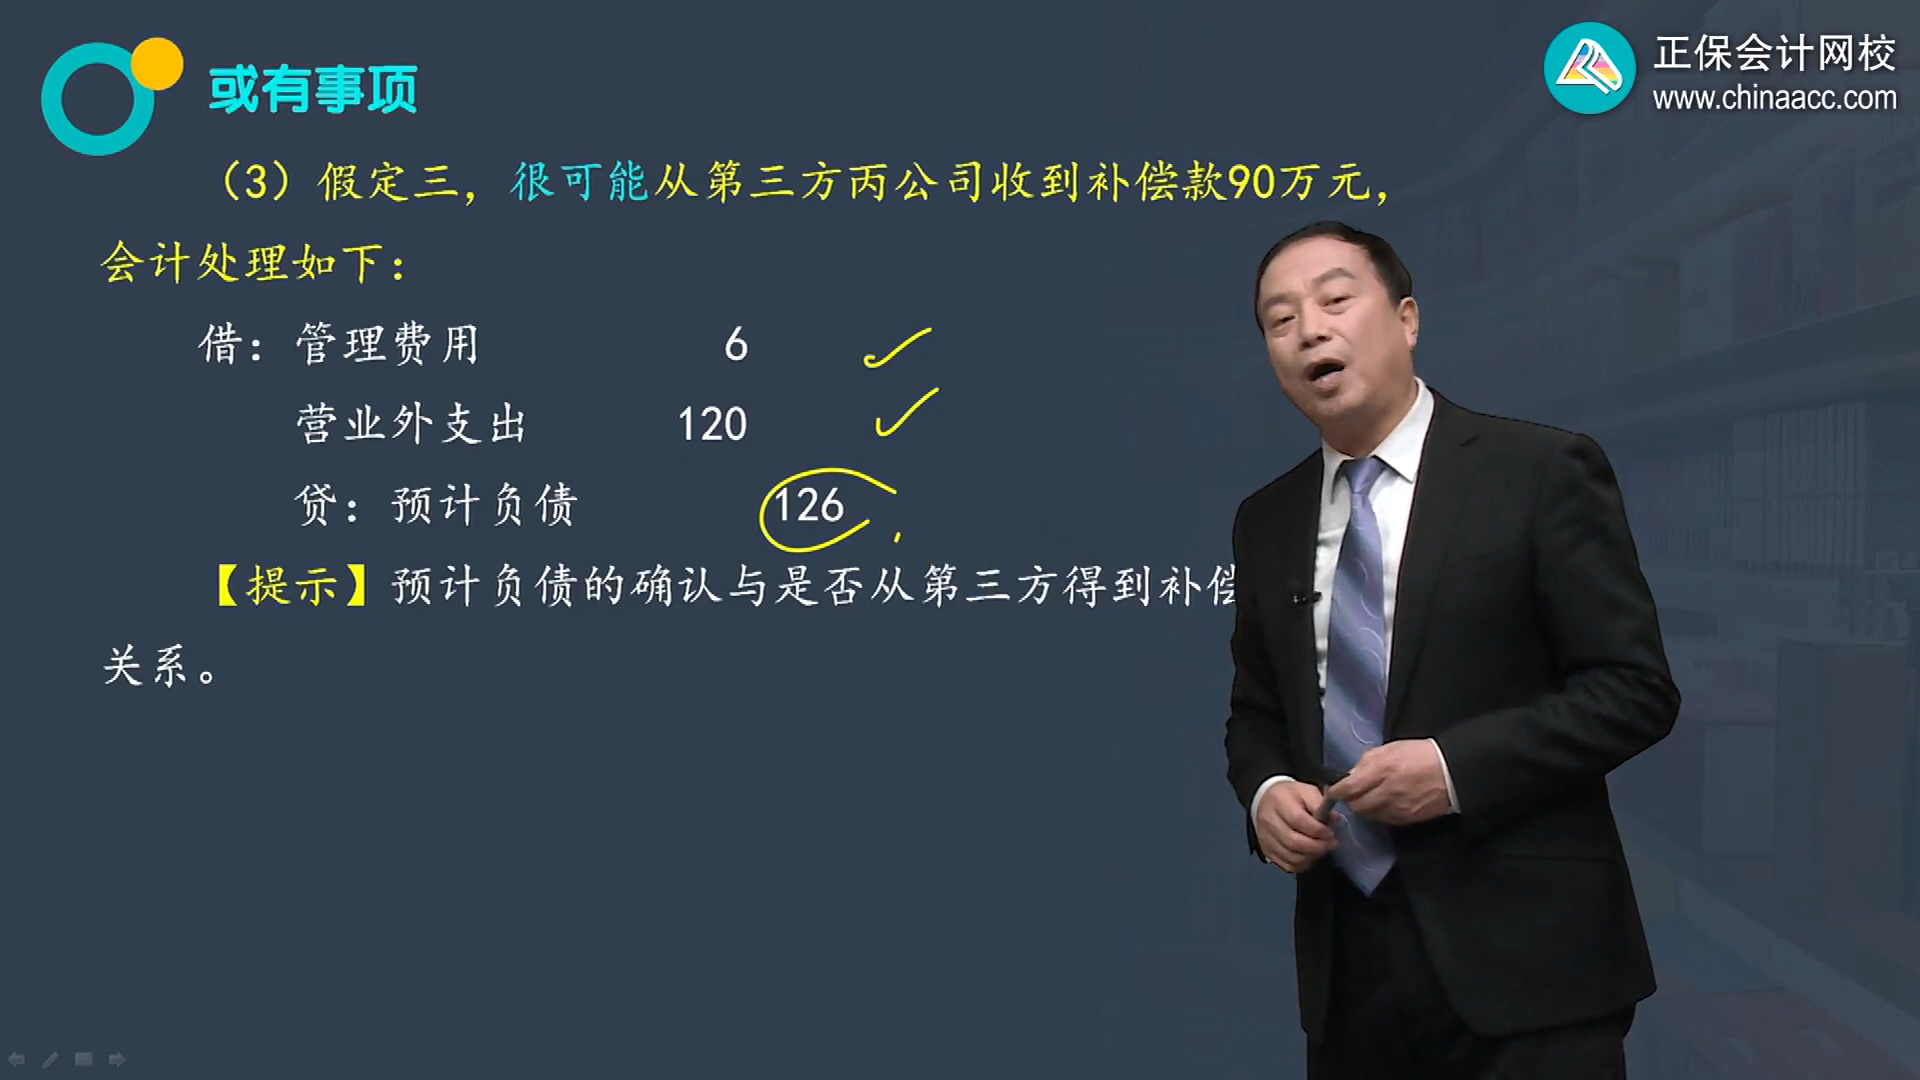 或有事项
正保会计网校
www.chinaacc.com
（3）假定三，很可能从第三方丙公司收到补偿款90万元，
会计处理如下：
借：管理费用 6
营业外支出 120
贷：预计负债 126
【提示】预计负债的确认与是否从第三方得到补偿
关系。